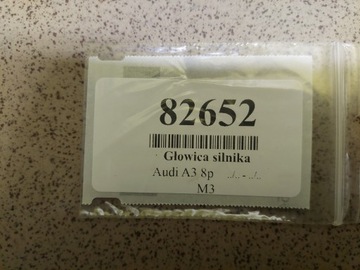 82652
Głowica silnika
Audi A3 8p ../.. - ../..
M3